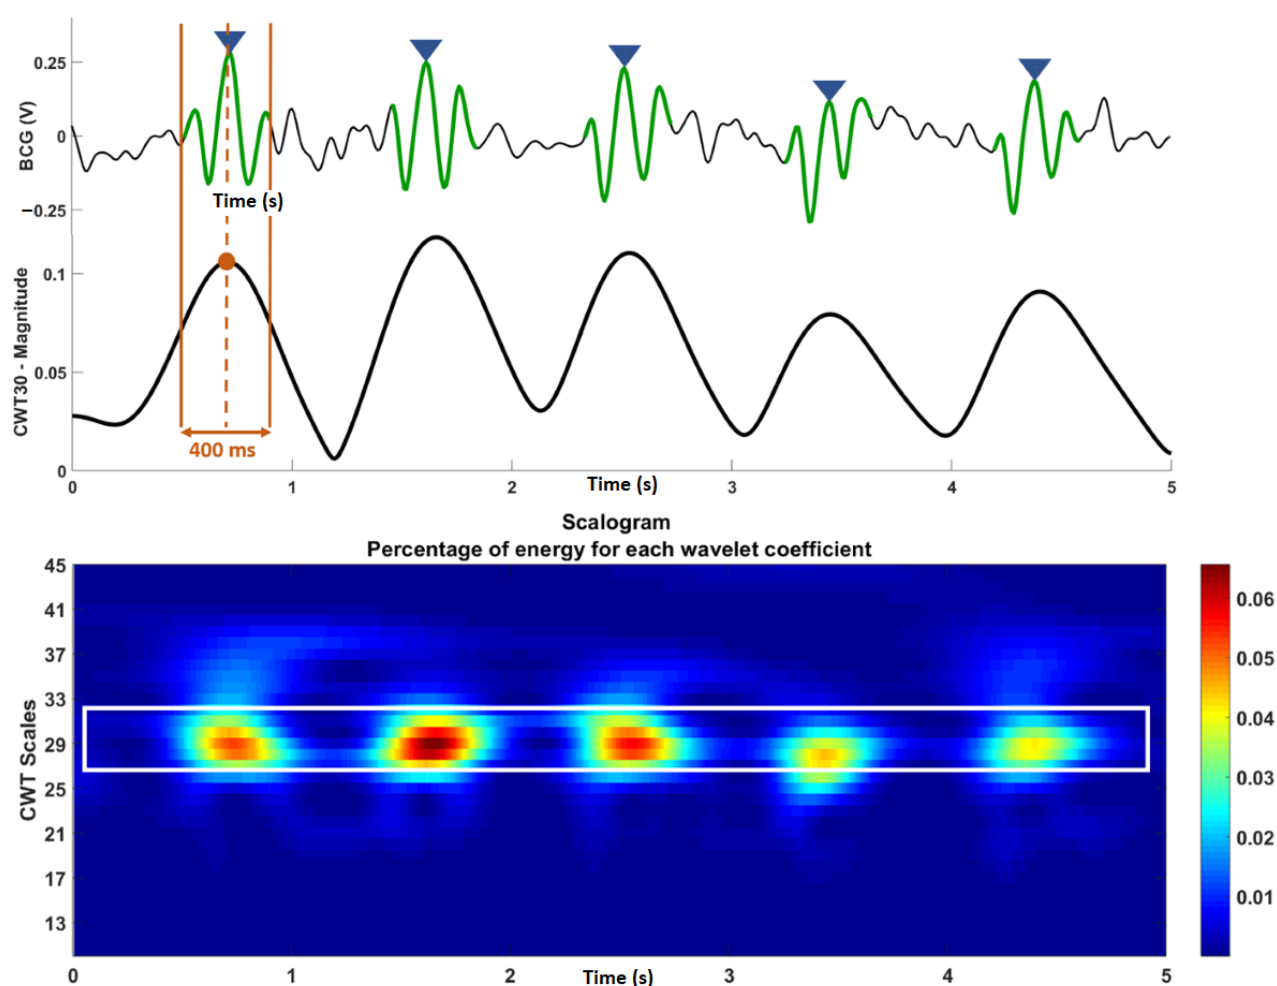 0.25
0
−0.25
BCG (V)
Time (s)
0.1
0.05
0
CWT30 - Magnitude
400 ms
0 1 2 3 4 5
Time (s)
Scalogram
Percentage of energy for each wavelet coefficient
45
41
37
33
29
25
21
17
13
CWT Scales
0.06
0.05
0.04
0.03
0.02
0.01
0 1 2 3 4 5
Time (s)